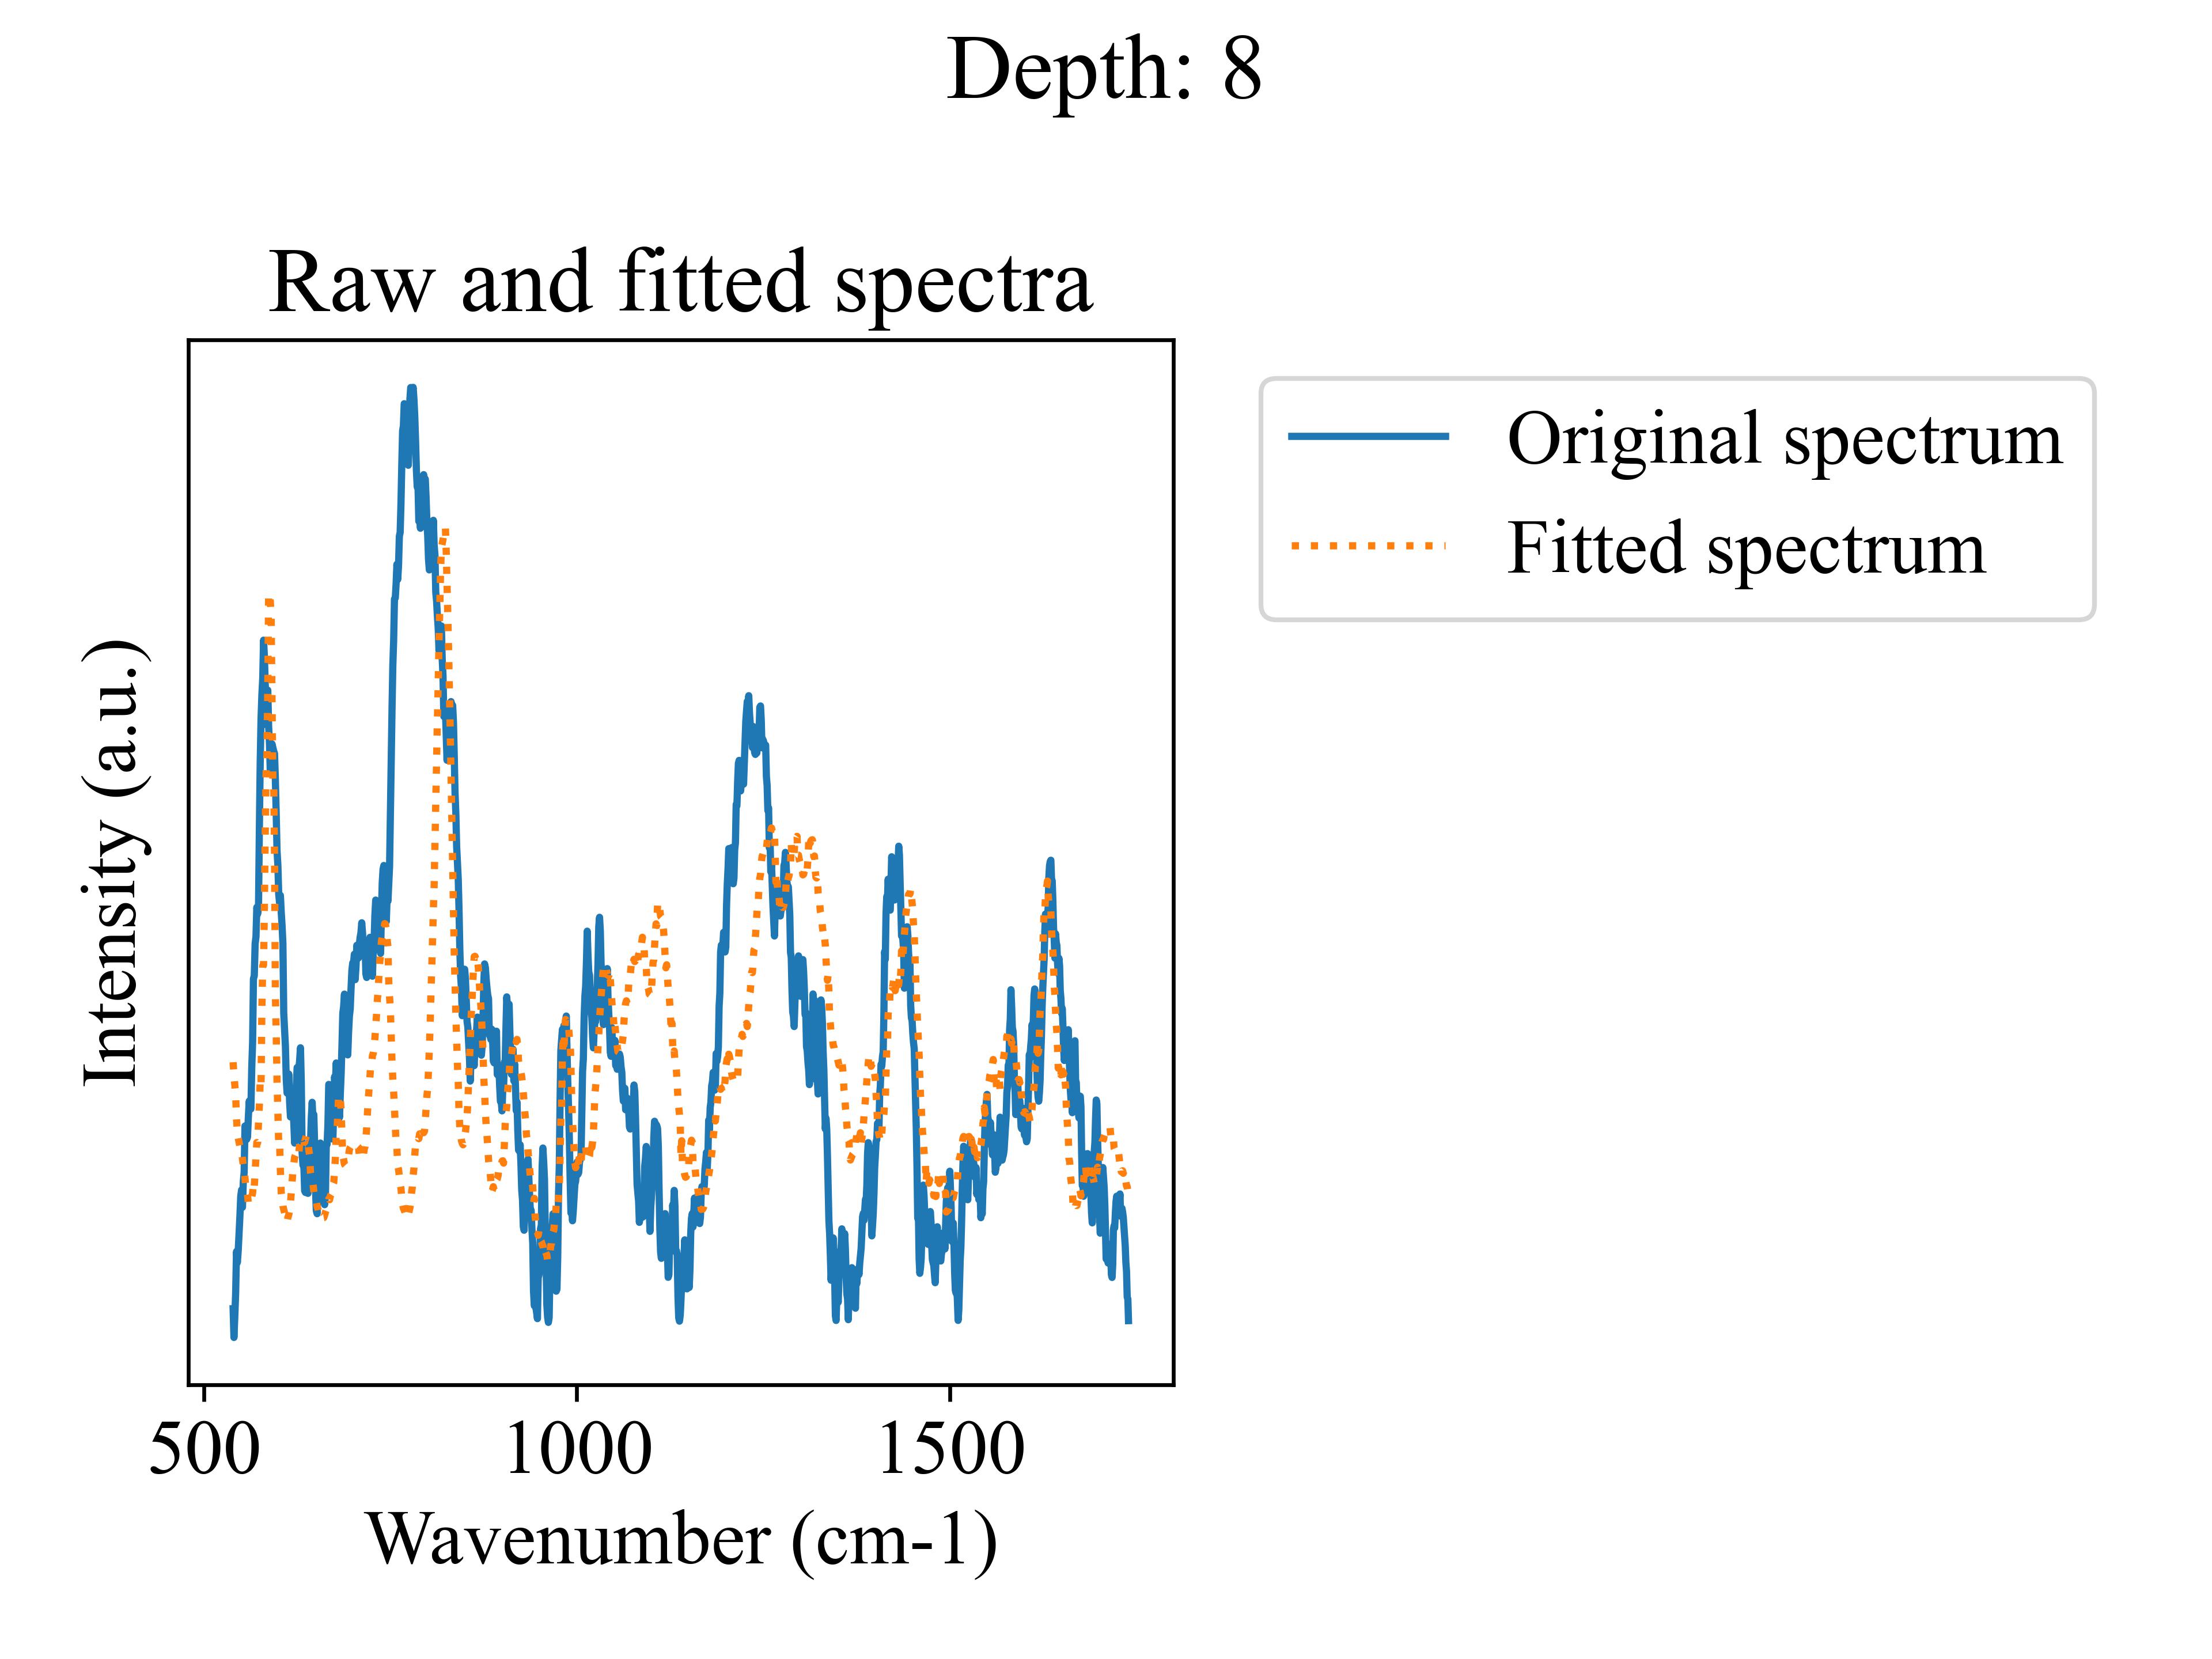 Depth: 8
Raw and fitted spectra
Original spectrum
Fitted spectrum
Intensity (a.u.)
500 1000 1500
Wavenumber (cm-1)